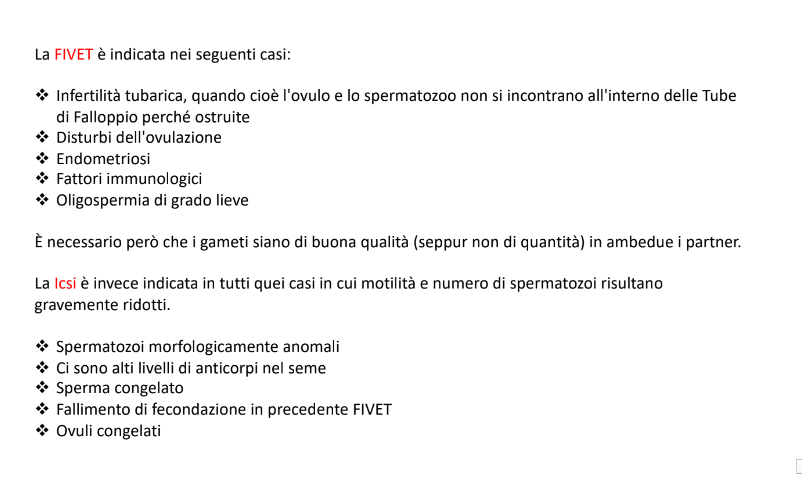 La FIVET è indicata nei seguenti casi:
❖ Infertilità tubarica, quando cioè l'ovulo e lo spermatozoo non si incontrano all'interno delle Tube
di Falloppio perché ostruite
❖ Disturbi dell'ovulazione
❖ Endometriosi
❖ Fattori immunologici
❖ Oligospermia di grado lieve
È necessario però che i gameti siano di buona qualità (seppur non di quantità) in ambedue i partner.
La Icsi è invece indicata in tutti quei casi in cui motilità e numero di spermatozoi risultano
gravemente ridotti.
❖ Spermatozoi morfologicamente anomali
❖ Ci sono alti livelli di anticorpi nel seme
❖ Sperma congelato
❖ Fallimento di fecondazione in precedente FIVET
❖ Ovuli congelati